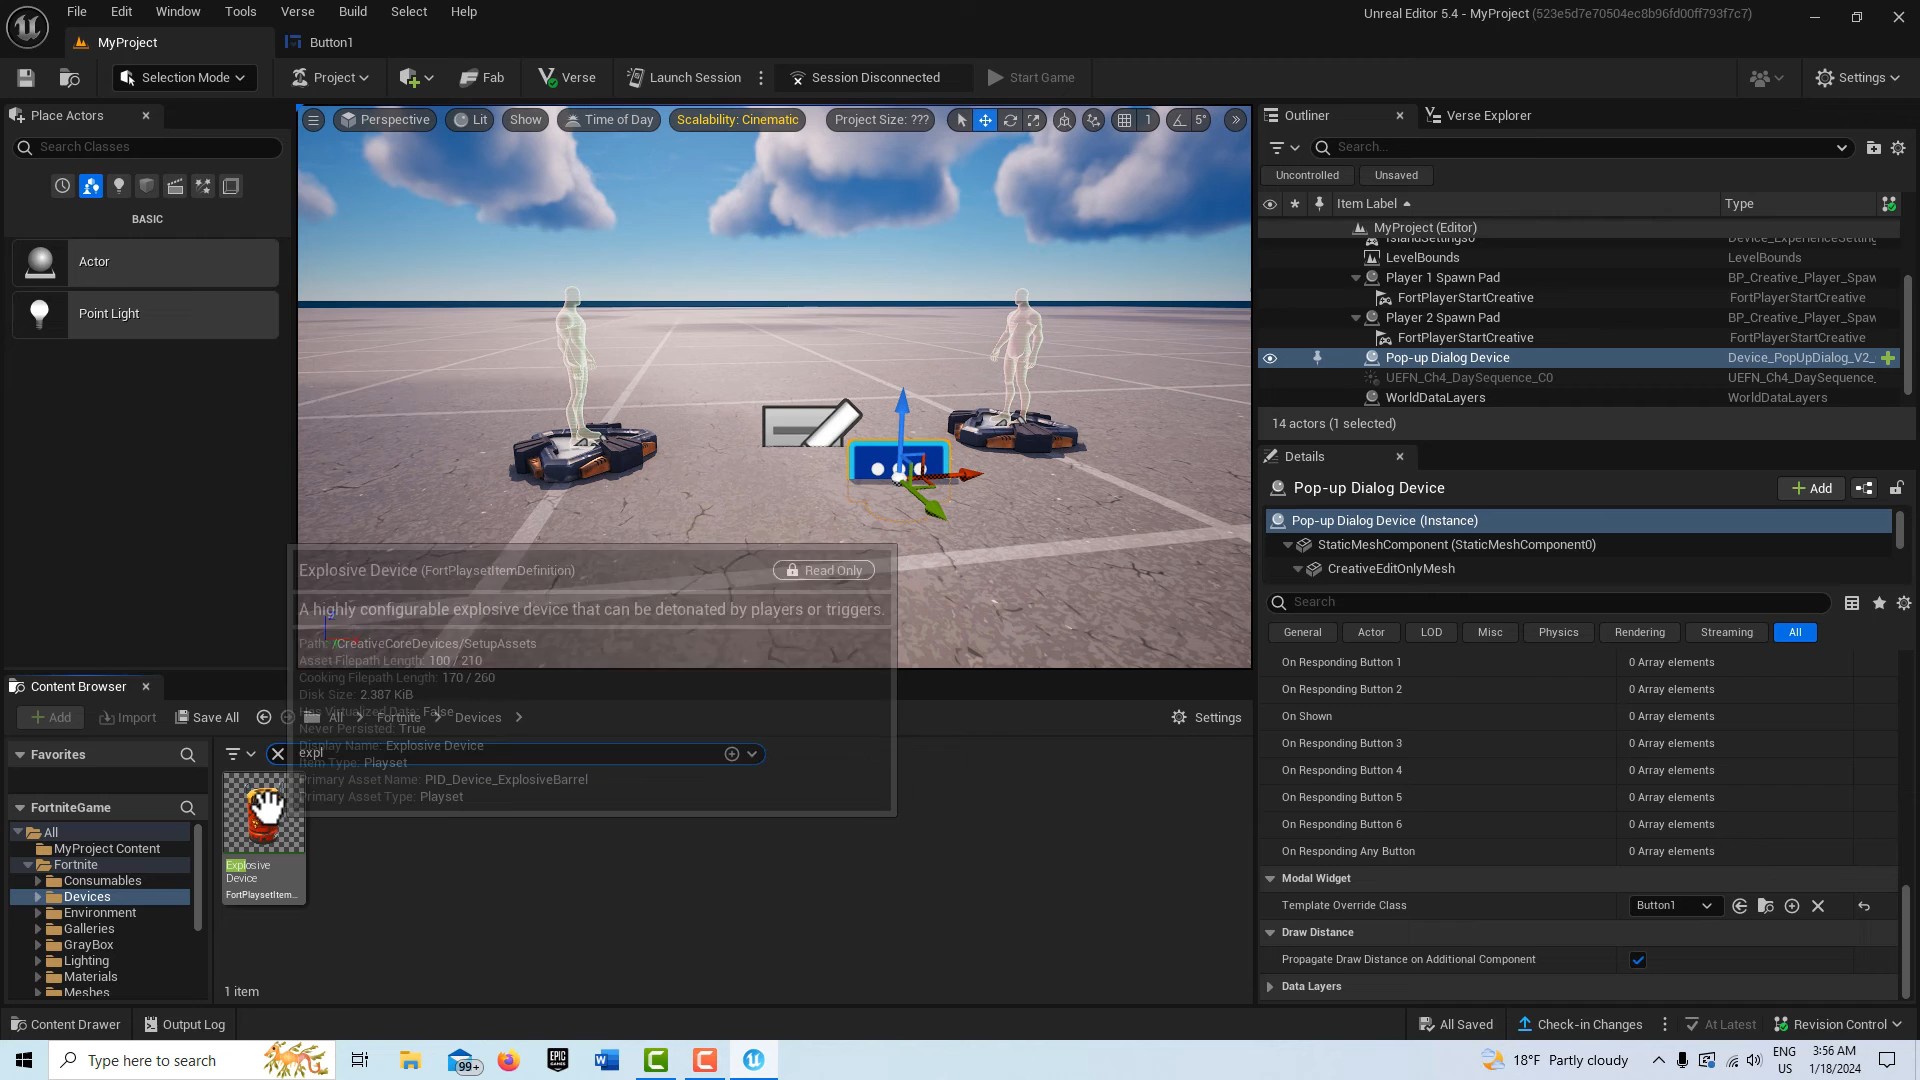 File Edit Window Tools Verse Build Select Help
Unreal Editor 5.4 - MyProject (523e5d7e70504ec8b96fd00ff793f7c7)
MyProject
Button1
Selection Mode
Project
Fab
Verse
Launch Session
Session Disconnected
Start Game
Settings
Place Actors
Search Classes
BASIC
Actor
Point Light
Perspective
Lit
Show
Time of Day
Scalability: Cinematic
Project Size: ???
1
5°
Outliner
Verse Explorer
Search...
Uncontrolled
Unsaved
Item Label
Type
MyProject (Editor)
IslandSettings0
LevelBounds LevelBounds
Player 1 Spawn Pad BP_Creative_Player_Spaw
FortPlayerStartCreative FortPlayerStartCreative
Player 2 Spawn Pad BP_Creative_Player_Spaw
FortPlayerStartCreative FortPlayerStartCreative
Pop-up Dialog Device Device_PopUpDialog_V2_
UEFN_Ch4_DaySequence_C0 UEFN_Ch4_DaySequence_
WorldDataLayers WorldDataLayers
14 actors (1 selected)
Details
Pop-up Dialog Device
Add
Pop-up Dialog Device (Instance)
StaticMeshComponent (StaticMeshComponent0)
CreativeEditOnlyMesh
Search
General Actor LOD Misc Physics Rendering Streaming All
On Responding Button 1 0 Array elements
On Responding Button 2 0 Array elements
On Shown 0 Array elements
On Responding Button 3 0 Array elements
On Responding Button 4 0 Array elements
On Responding Button 5 0 Array elements
On Responding Button 6 0 Array elements
On Responding Any Button 0 Array elements
Modal Widget
Template Override Class Button1
Draw Distance
Propagate Draw Distance on Additional Component
Data Layers
Explosive Device (FortPlaysetItemDefinition)
Read Only
A highly configurable explosive device that can be detonated by players or triggers.
Path: /CreativeCoreDevices/SetupAssets
Asset Filepath Length: 100 / 210
Cooking Filepath Length: 170 / 260
Disk Size: 2.387 KiB
Has Virtualized Data: False
Never Persisted: True
Display Name: Explosive Device
Item Type: Playset
Primary Asset Name: PID_Device_ExplosiveBarrel
Primary Asset Type: Playset
Content Browser
Add
Import
Save All
All
Fortnite
Devices
Settings
Favorites
expl
FortniteGame
All
MyProject Content
Fortnite
Consumables
Devices
Environment
Galleries
GrayBox
Lighting
Materials
Meshes
Explosive
Device
FortPlaysetItem...
1 item
Content Drawer
Output Log
All Saved
Check-in Changes
At Latest
Revision Control
Type here to search
99+
EPIC
GAMES
18°F Partly cloudy
ENG
US
3:56 AM
1/18/2024